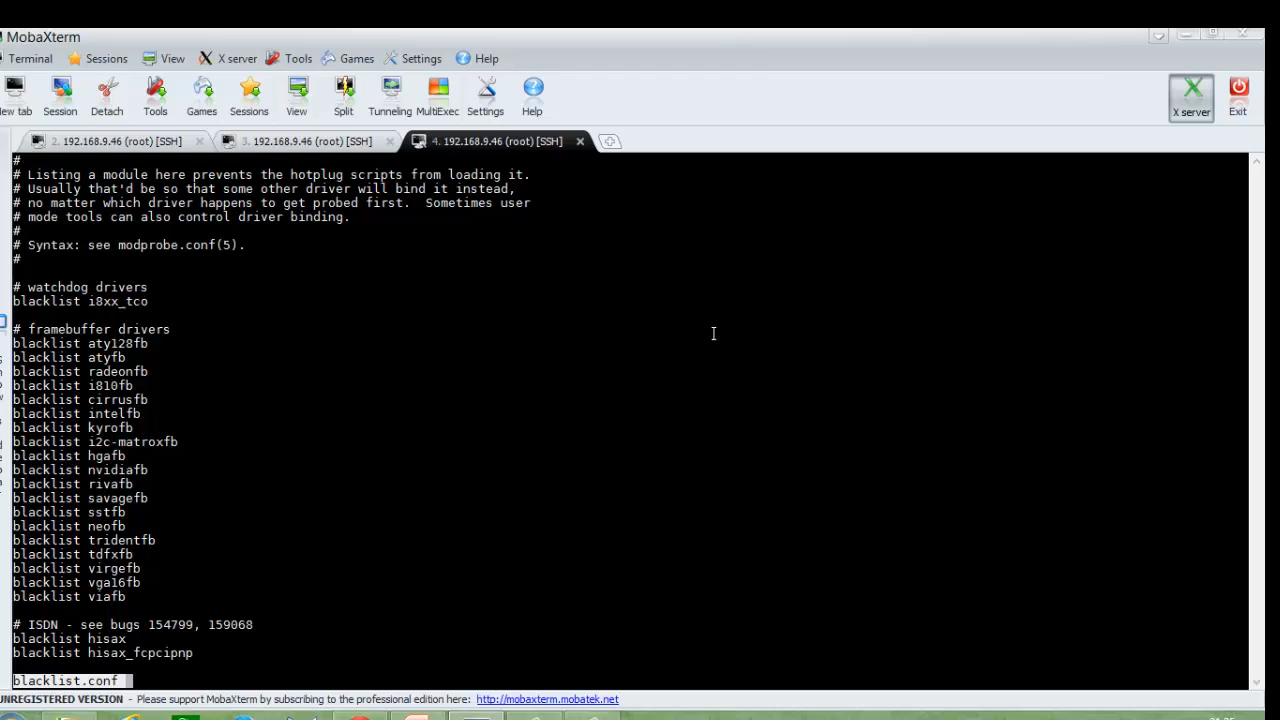 MobaXterm
Terminal Sessions View X server Tools Games Settings Help
Session Detach Tools Games Sessions View Split Tunneling MultiExec Settings Help X server Exit
2. 192.168.9.46 (root) [SSH] 3. 192.168.9.46 (root) [SSH] 4. 192.168.9.46 (root) [SSH]
#
# Listing a module here prevents the hotplug scripts from loading it.
# Usually that'd be so that some other driver will bind it instead,
# no matter which driver happens to get probed first.  Sometimes user
# mode tools can also control driver binding.
#
# Syntax: see modprobe.conf(5).
#
# watchdog drivers
blacklist i8xx_tco
# framebuffer drivers
blacklist aty128fb
blacklist atyfb
blacklist radeonfb
blacklist i810fb
blacklist cirrusfb
blacklist intelfb
blacklist kyrofb
blacklist i2c-matroxfb
blacklist hgafb
blacklist nvidiafb
blacklist rivafb
blacklist savagefb
blacklist sstfb
blacklist neofb
blacklist tridentfb
blacklist tdfxfb
blacklist virgefb
blacklist vga16fb
blacklist viafb
# ISDN - see bugs 154799, 159068
blacklist hisax
blacklist hisax_fcpcipnp
blacklist.conf
UNREGISTERED VERSION - Please support MobaXterm by subscribing to the professional edition here: http://mobaxterm.mobatek.net